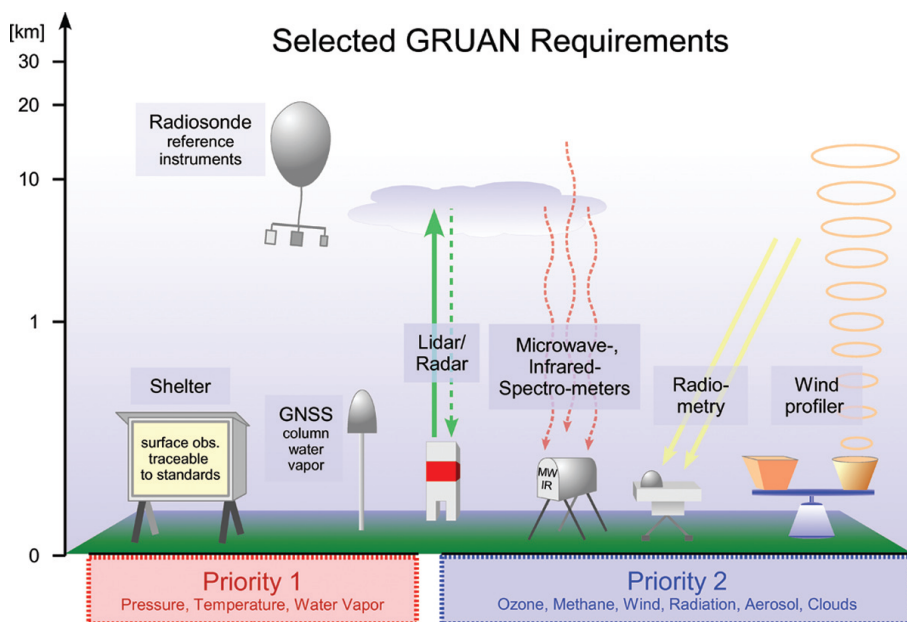 [km]
Selected GRUAN Requirements
30
20
10
1
0
Radiosonde
reference
instruments
Lidar/
Radar
Microwave-,
Infrared-
Spectro-meters
Radio-
metry
Wind
profiler
Shelter
surface obs.
traceable
to standards
GNSS
column
water
vapor
MW
IR
Priority 1
Pressure, Temperature, Water Vapor
Priority 2
Ozone, Methane, Wind, Radiation, Aerosol, Clouds